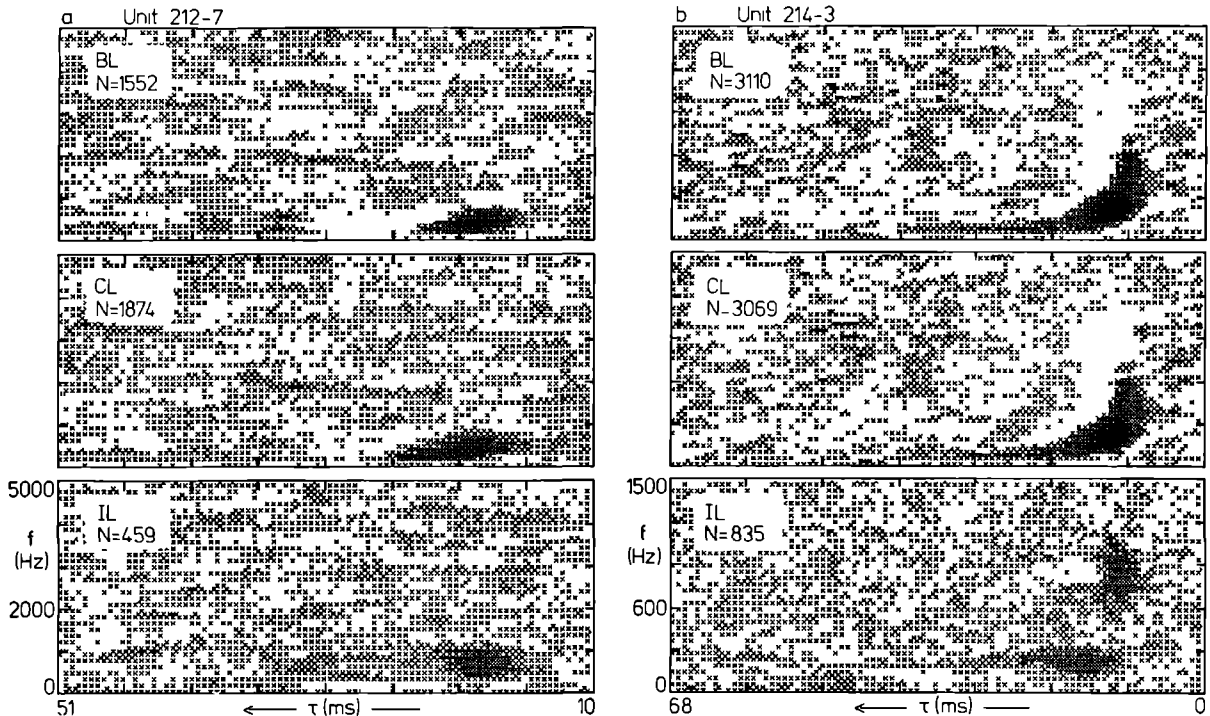 a Unit 212-7
BL
N=1552
CL
N=1874
5000
f
(Hz)
2000
0
IL
N=459
51 ← τ (ms) 10
b Unit 214-3
BL
N=3110
CL
N-3069
1500
f
(Hz)
600
0
IL
N=835
68 ← τ (ms) 0